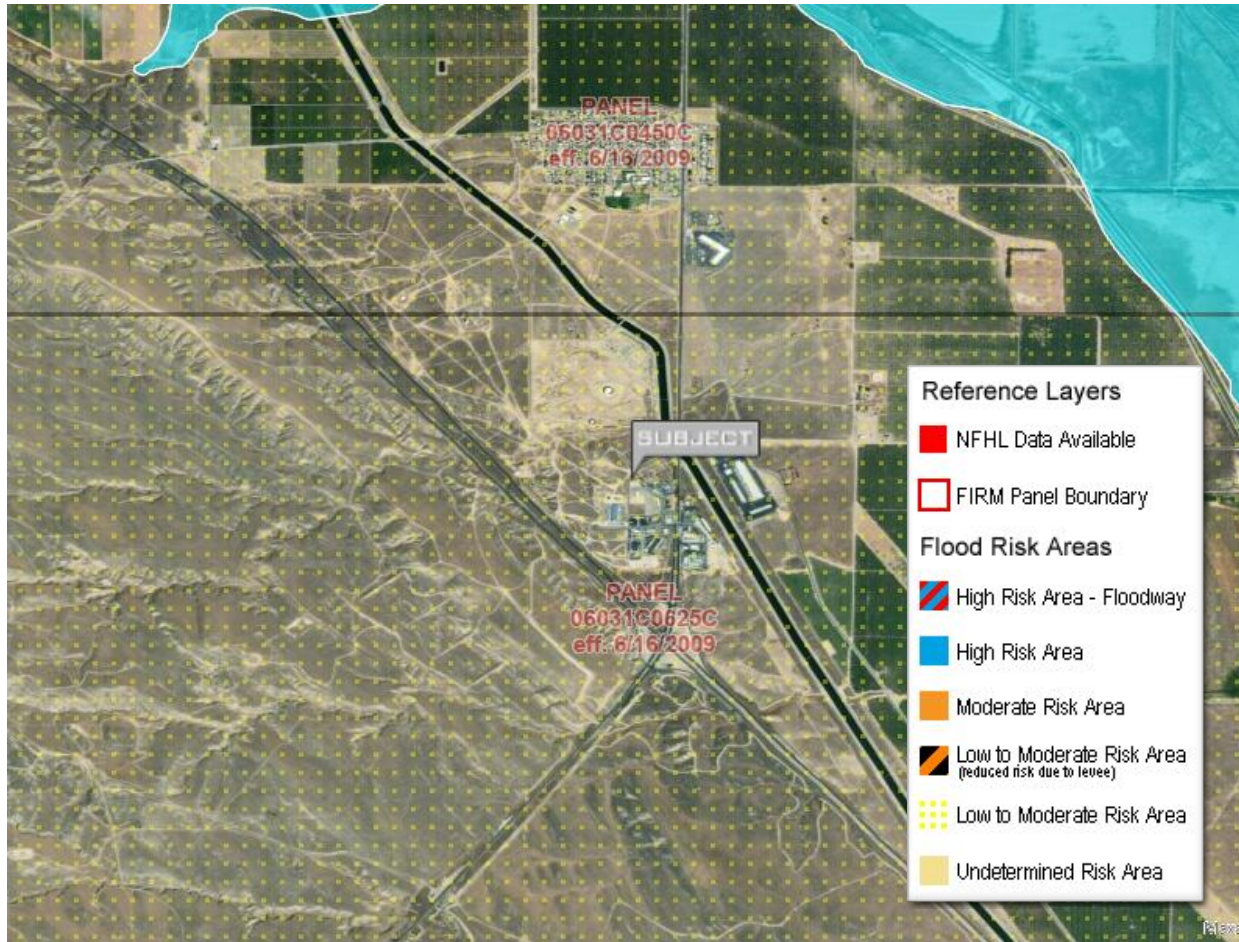 PANEL
06031C0450C
eff: 6/16/2009
SUBJECT
PANEL
06031C0625C
eff: 6/16/2009
Reference Layers
NFHL Data Available
FIRM Panel Boundary
Flood Risk Areas
High Risk Area - Floodway
High Risk Area
Moderate Risk Area
Low to Moderate Risk Area
(reduced risk due to levee)
Low to Moderate Risk Area
Undetermined Risk Area